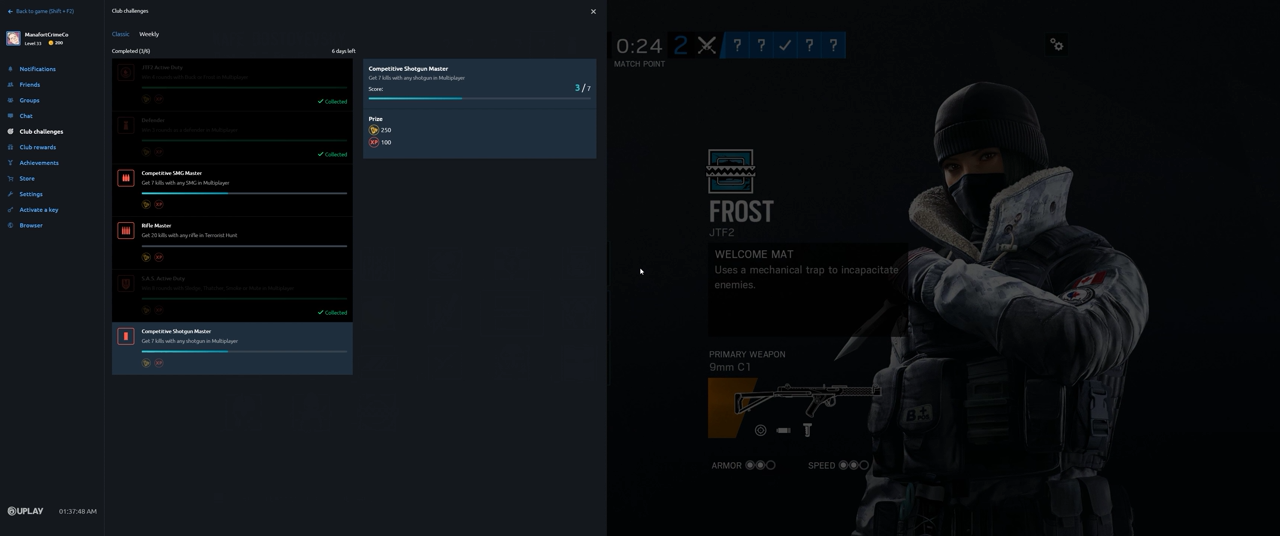 Back to game (Shift + F2)
ManafortCrimeCo
Level 33 200
Notifications
Friends
Groups
Chat
Club challenges
Club rewards
Achievements
Store
Settings
Activate a key
Browser
UPLAY 01:37:48 AM
Club challenges
Classic Weekly
Completed (3/6) 6 days left
Collected
Defender
Collected
Competitive SMG Master
Get 7 kills with any SMG in Multiplayer
Rifle Master
Get 20 kills with any rifle in Terrorist Hunt
S.A.S. Active Duty
Collected
Competitive Shotgun Master
Get 7 kills with any shotgun in Multiplayer
Competitive Shotgun Master
Get 7 kills with any shotgun in Multiplayer
Score: 3 / 7
Prize
250
XP 100
0:24 2 ? ? ? ?
MATCH POINT
FROST
JTF2
WELCOME MAT
Uses a mechanical trap to incapacitate
enemies.
PRIMARY WEAPON
9mm C1
ARMOR SPEED